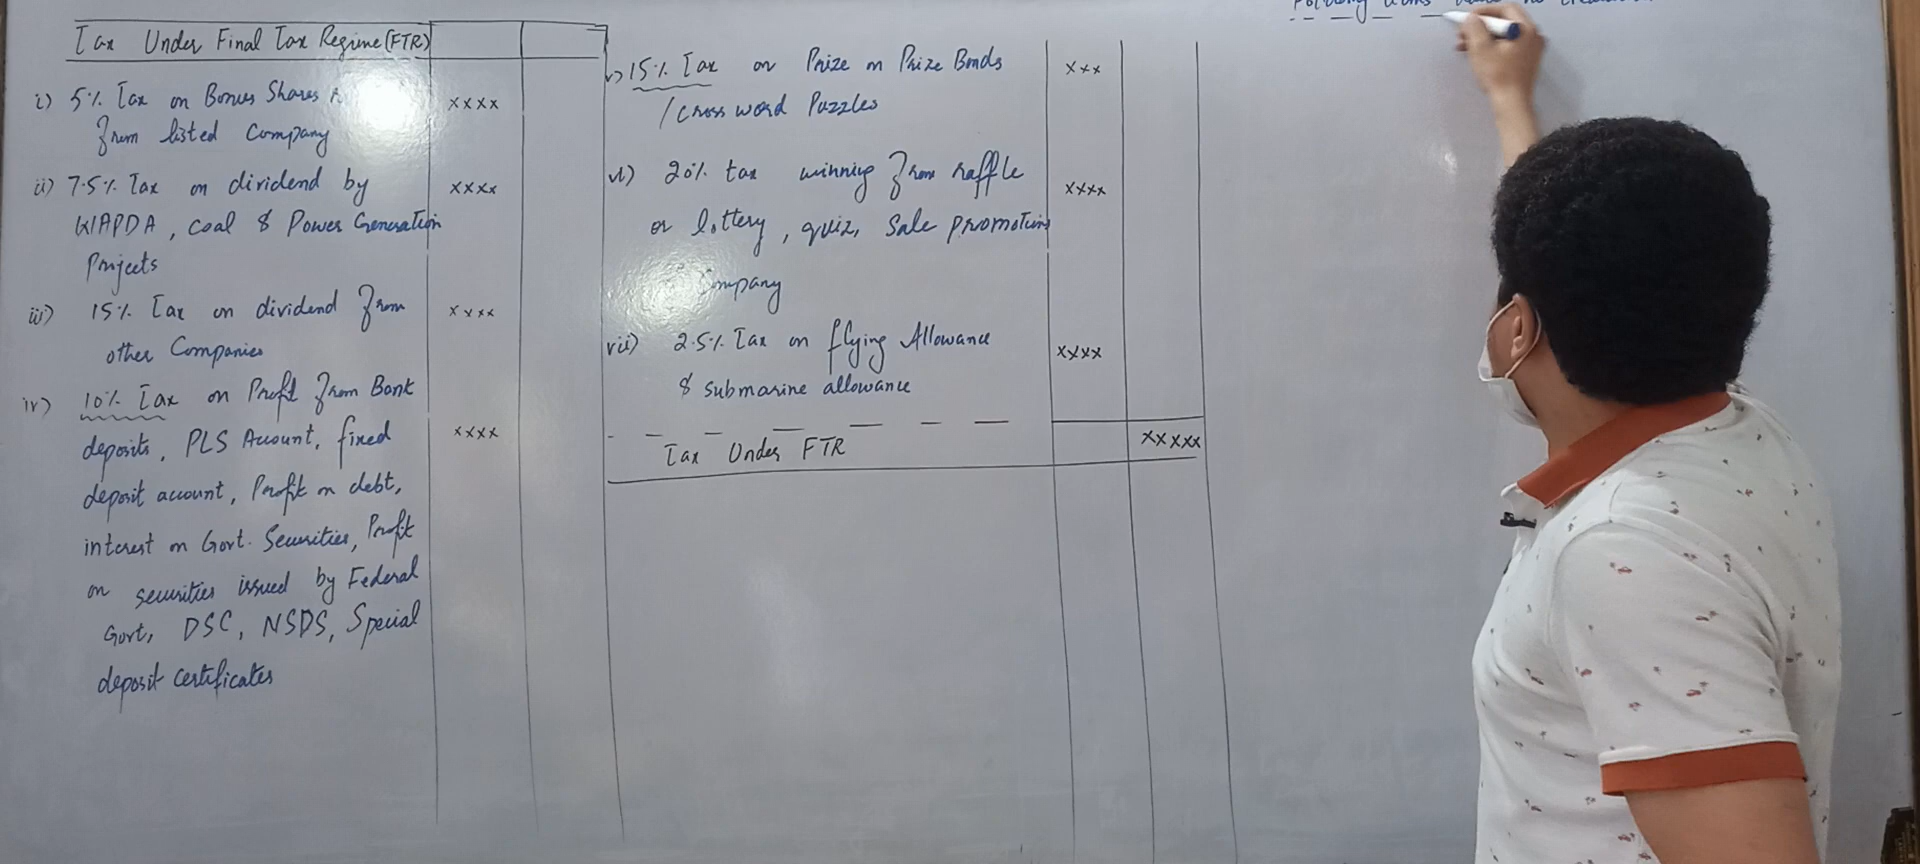 Tax Under Final Tax Regime (FTR)
i) 5% Tax on Bonus Shares
from listed Company
xxxx
ii) 7.5% Tax on dividend by
WAPDA, Coal & Power Generation
Projects
xxxx
iii) 15% Tax on dividend from
other Companies
xxxx
iv) 10% Tax on Profit from Bank
deposits, PLS Account, fixed
deposit account, Profit on debt,
interest on Govt. Securities, Profit
on securities issued by Federal
Govt, DSC, NSDS, Special
deposit certificates
xxxx
v) 15% Tax on Prize on Prize Bonds
/ Cross word Puzzles
xxx
vi) 20% tax winning from raffle
or lottery, quiz, Sale promotions
Company
xxxx
vii) 2.5% Tax on flying Allowance
& submarine allowance
xxxx
Tax Under FTR
xxxxx